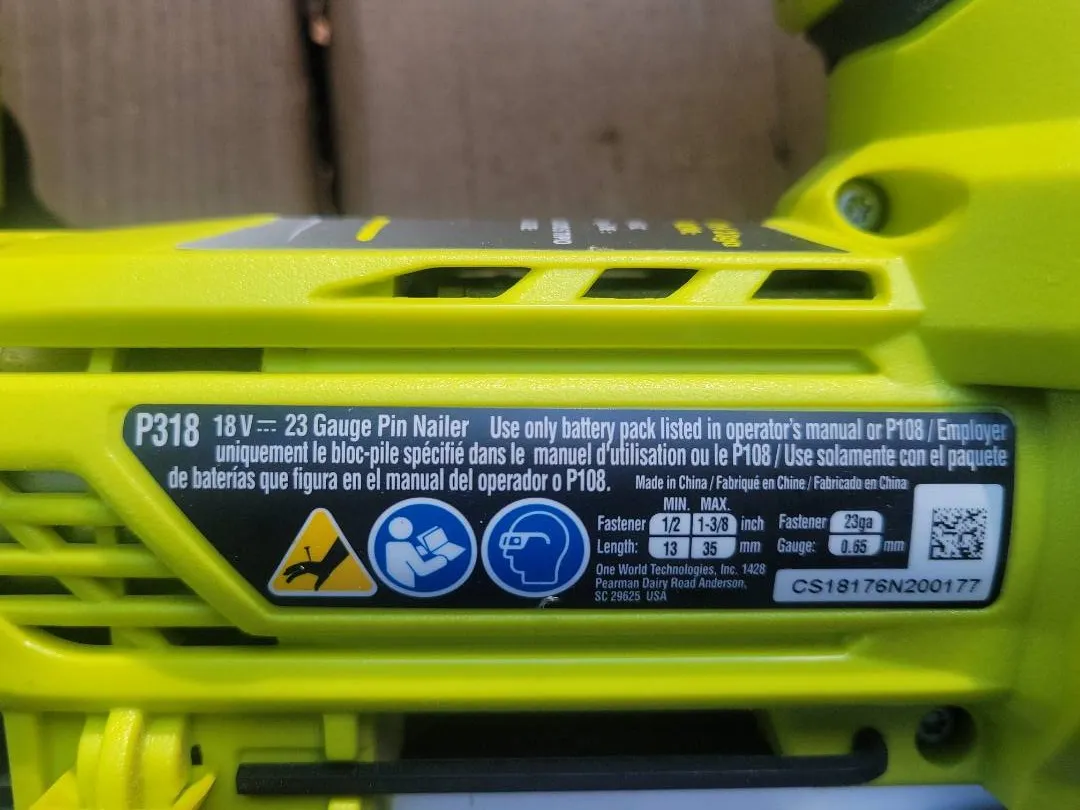 P318 18 V 23 Gauge Pin Nailer Use only battery pack listed in operator's manual or P108 / Employer
uniquement le bloc-pile spécifié dans le manuel d'utilisation ou le P108 / Use solamente con el paquete
de baterías que figura en el manual del operador o P108. Made in China / Fabriqué en Chine / Fabricado en China
MIN. MAX.
Fastener 1/2 1-3/8 inch Fastener 23ga
Length: 13 35 mm Gauge: 0.65 mm
One World Technologies, Inc. 1428
Pearman Dairy Road Anderson,
SC 29625 USA
CS18176N200177